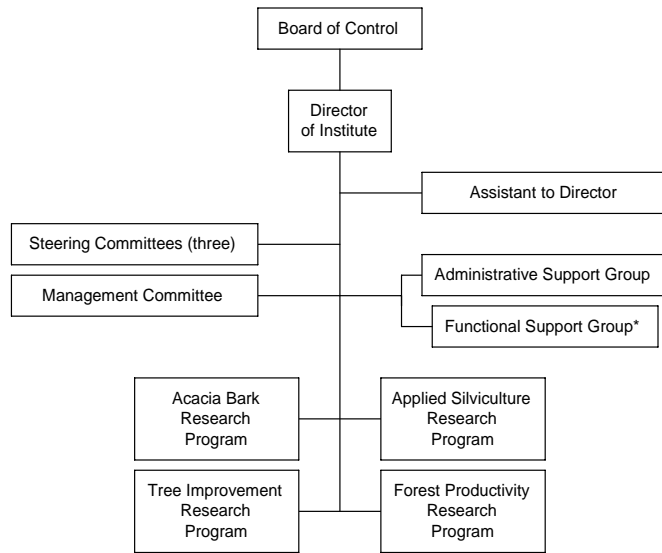 Board of Control
Director
of Institute
Assistant to Director
Steering Committees (three)
Administrative Support Group
Management Committee
Functional Support Group*
Acacia Bark
Research
Program
Applied Silviculture
Research
Program
Tree Improvement
Research
Program
Forest Productivity
Research
Program